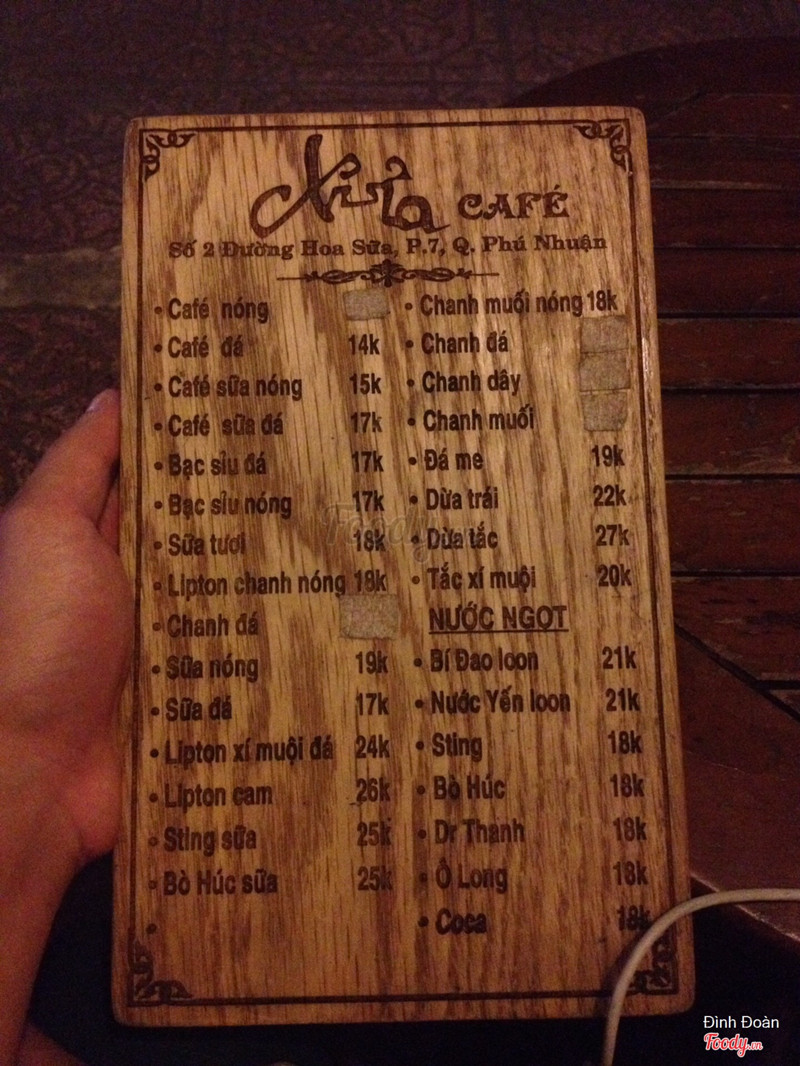 Xưa CAFÉ
Số 2 Đường Hoa Sữa, P.7, Q. Phú Nhuận
• Café nóng
• Café đá 14k
• Café sữa nóng 15k
• Café sữa đá 17k
• Bạc sỉu đá 17k
• Bạc sỉu nóng 17k
• Sữa tươi 18k
• Lipton chanh nóng 18k
• Chanh đá
• Sữa nóng 19k
• Sữa đá 17k
• Lipton xí muội đá 24k
• Lipton cam 26k
• Sting sữa 25k
• Bò Húc sữa 25k
•
• Chanh muối nóng 18k
• Chanh đá
• Chanh dây
• Chanh muối
• Đá me 19k
• Dừa trái 22k
• Dừa tắc 27k
• Tắc xí muội 20k
NƯỚC NGỌT
• Bí Đao loon 21k
• Nước Yến loon 21k
• Sting 18k
• Bò Húc 18k
• Dr Thanh 18k
• Ô Long 18k
• Coca 18k
Foody.vn
Đình Đoàn
Foody.vn